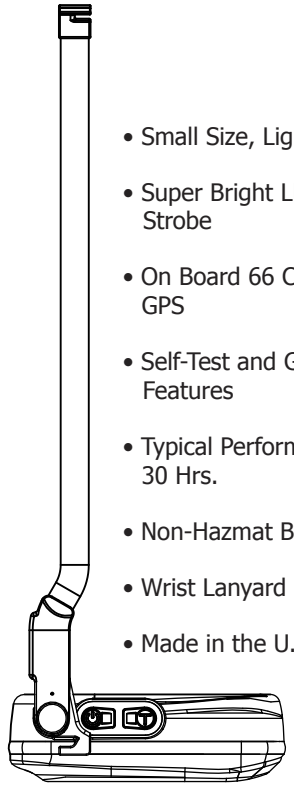 • Small Size, Lig
• Super Bright L
Strobe
• On Board 66 C
GPS
• Self-Test and G
Features
• Typical Perform
30 Hrs.
• Non-Hazmat B
• Wrist Lanyard
• Made in the U.
T